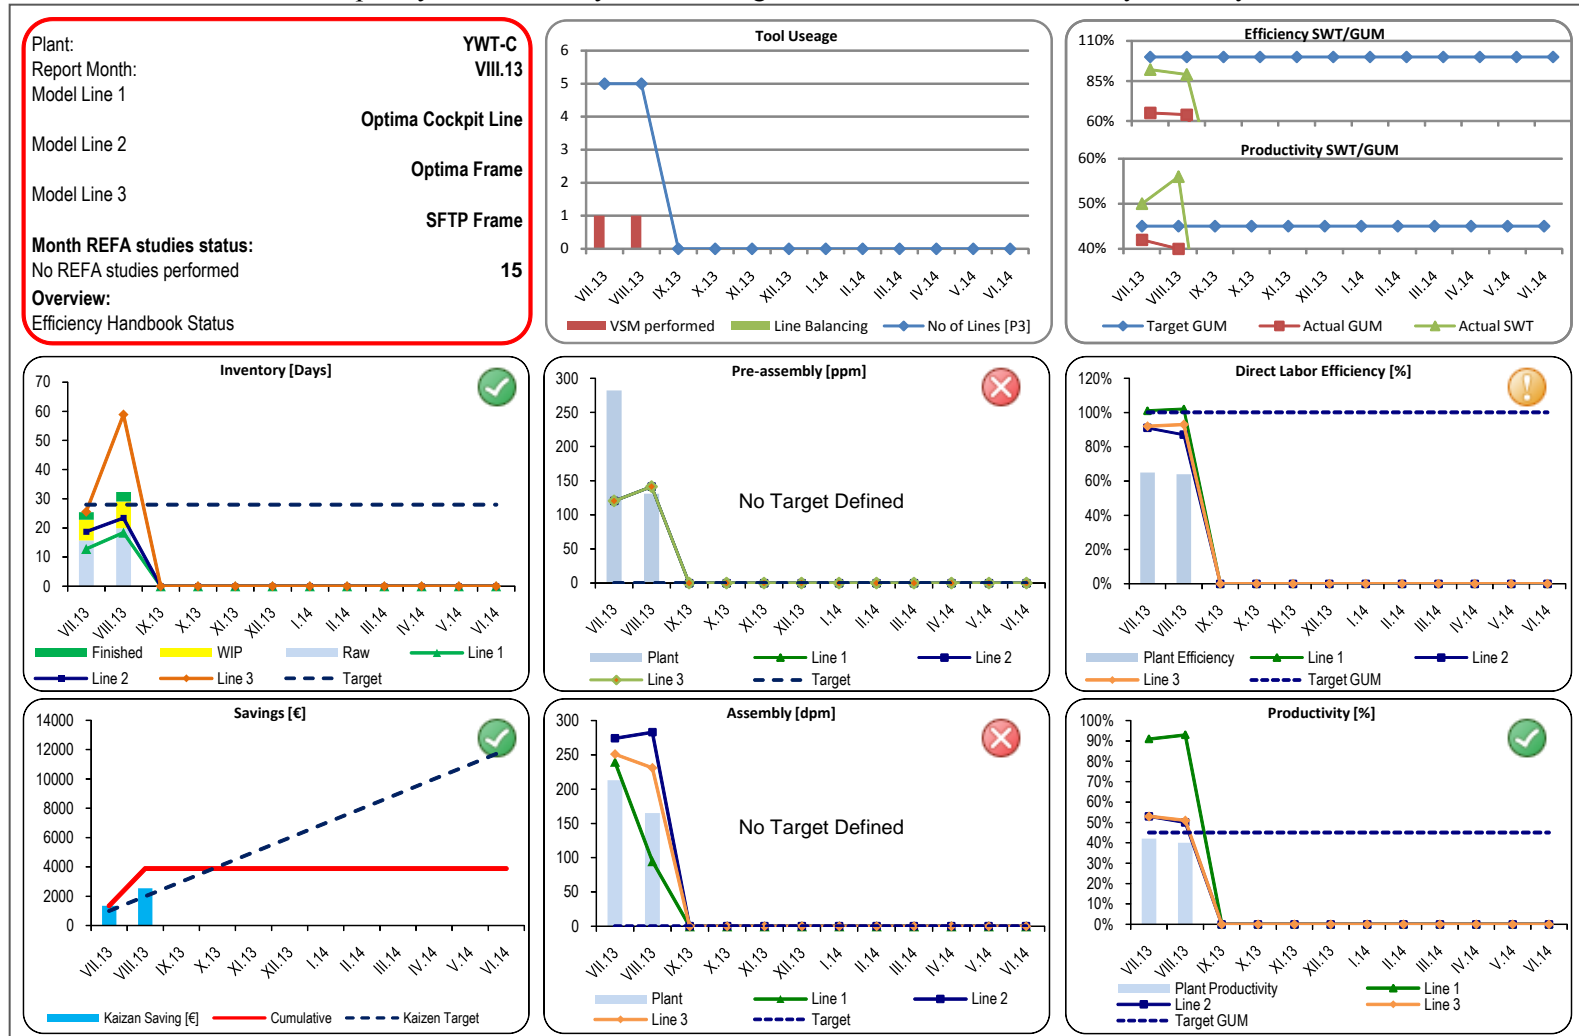 Plant: YWT-C
Report Month: VIII.13
Model Line 1
Optima Cockpit Line
Model Line 2
Optima Frame
Model Line 3
SFTP Frame
Month REFA studies status:
No REFA studies performed 15
Overview:
Efficiency Handbook Status
Tool Useage
6
5
4
3
2
1
0
VII.13 VIII.13 IX.13 X.13 XI.13 XII.13 I.14 II.14 III.14 IV.14 V.14 VI.14
VSM performed Line Balancing No of Lines [P3]
Efficiency SWT/GUM
110%
85%
60%
Productivity SWT/GUM
60%
50%
40%
VII.13 VIII.13 IX.13 X.13 XI.13 XII.13 I.14 II.14 III.14 IV.14 V.14 VI.14
Target GUM Actual GUM Actual SWT
Inventory [Days]
70
60
50
40
30
20
10
0
VII.13 VIII.13 IX.13 X.13 XI.13 XII.13 I.14 II.14 III.14 IV.14 V.14 VI.14
Finished WIP Raw Line 1
Line 2 Line 3 Target
Pre-assembly [ppm]
300
250
200
150
100
50
0
No Target Defined
VII.13 VIII.13 IX.13 X.13 XI.13 XII.13 I.14 II.14 III.14 IV.14 V.14 VI.14
Plant Line 1 Line 2
Line 3 Target
Direct Labor Efficiency [%]
120%
100%
80%
60%
40%
20%
0%
VII.13 VIII.13 IX.13 X.13 XI.13 XII.13 I.14 II.14 III.14 IV.14 V.14 VI.14
Plant Efficiency Line 1 Line 2
Line 3 Target GUM
Savings [€]
14000
12000
10000
8000
6000
4000
2000
0
VII.13 VIII.13 IX.13 X.13 XI.13 XII.13 I.14 II.14 III.14 IV.14 V.14 VI.14
Kaizan Saving [€] Cumulative Kaizen Target
Assembly [dpm]
300
250
200
150
100
50
0
No Target Defined
VII.13 VIII.13 IX.13 X.13 XI.13 XII.13 I.14 II.14 III.14 IV.14 V.14 VI.14
Plant Line 1 Line 2
Line 3 Target
Productivity [%]
100%
90%
80%
70%
60%
50%
40%
30%
20%
10%
0%
VII.13 VIII.13 IX.13 X.13 XI.13 XII.13 I.14 II.14 III.14 IV.14 V.14 VI.14
Plant Productivity Line 1
Line 2 Line 3
Target GUM